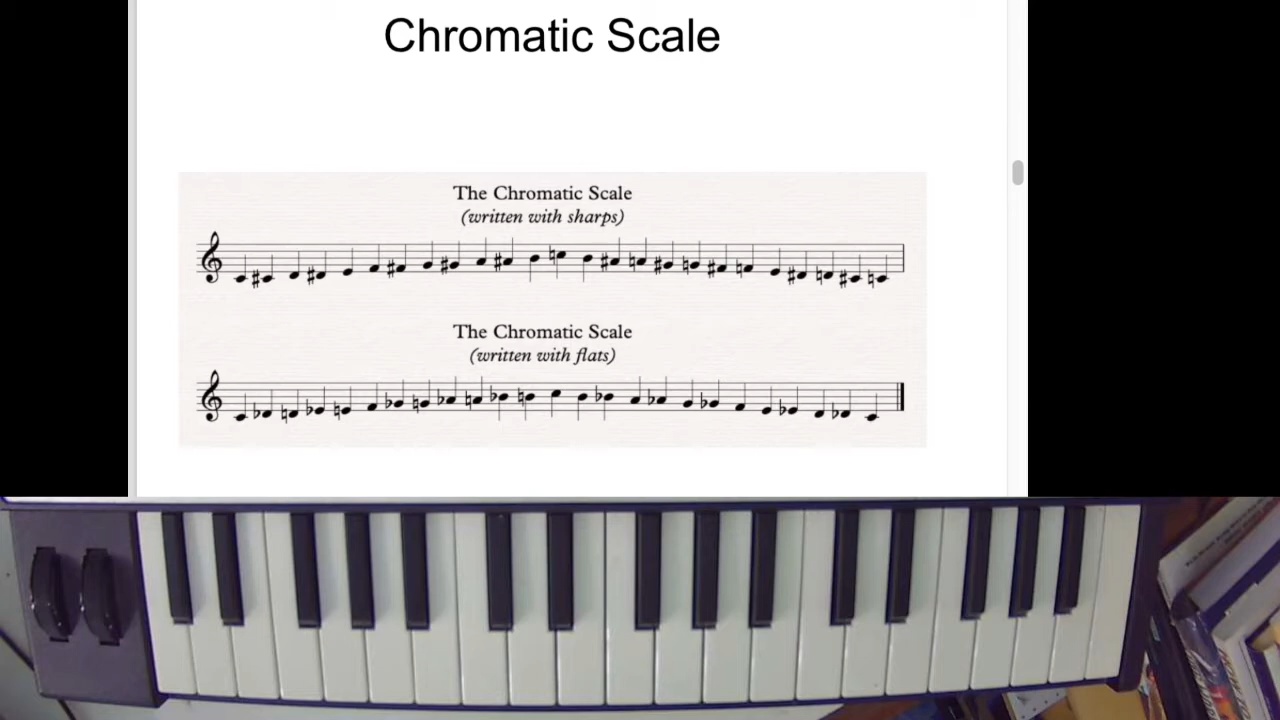 Chromatic Scale
The Chromatic Scale
(written with sharps)
The Chromatic Scale
(written with flats)